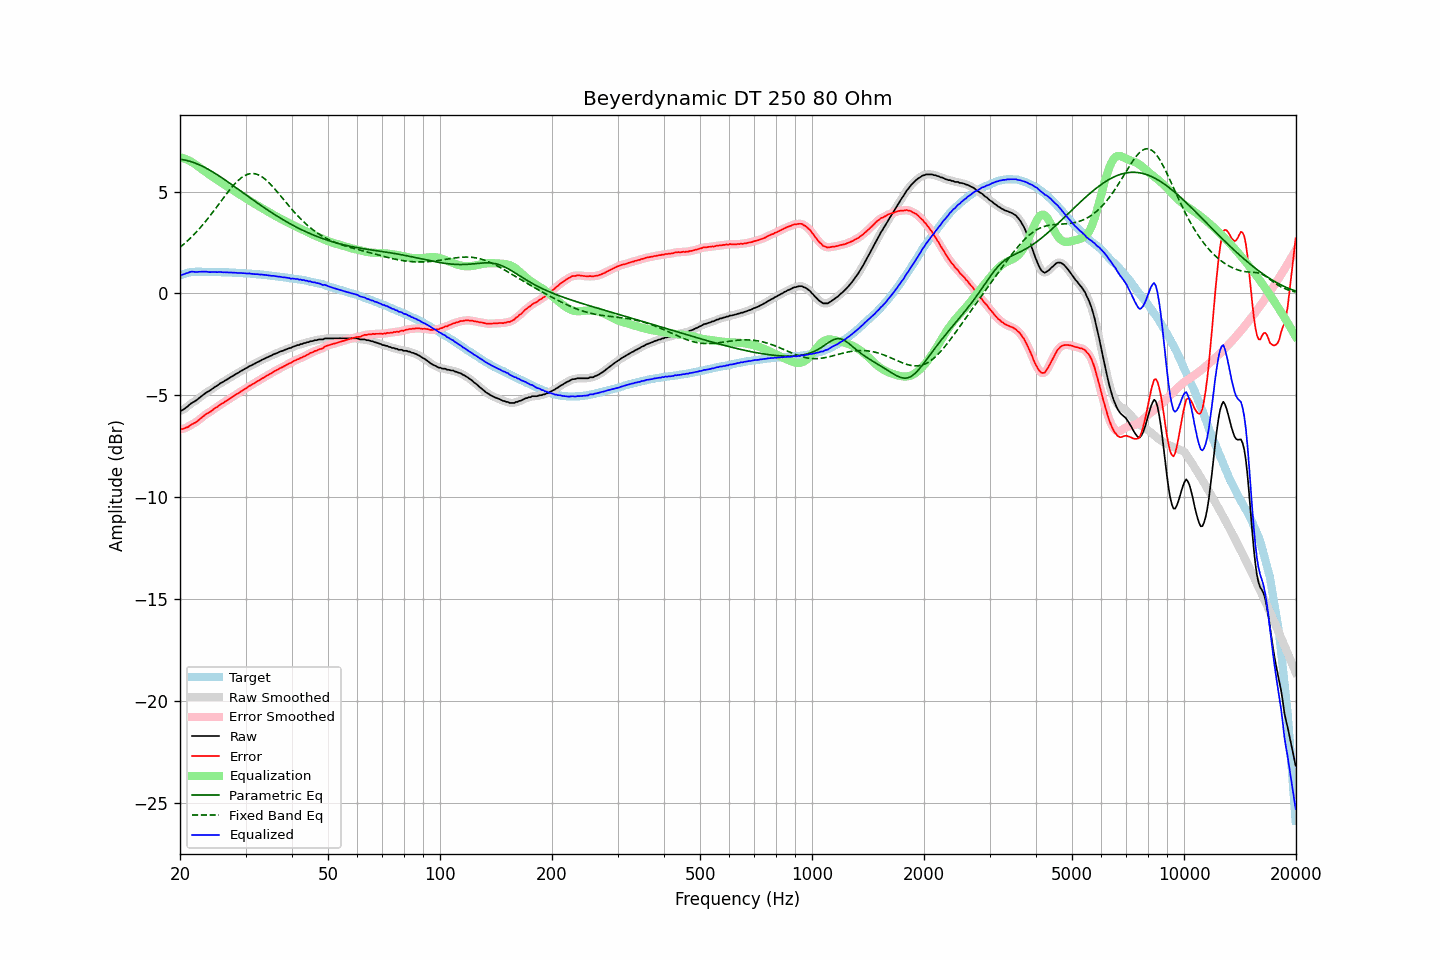 Beyerdynamic DT 250 80 Ohm
Amplitude (dBr)
5
0
−5
−10
−15
−20
−25
Target
Raw Smoothed
Error Smoothed
Raw
Error
Equalization
Parametric Eq
Fixed Band Eq
Equalized
20 50 100 200 500 1000 2000 5000 10000 20000
Frequency (Hz)